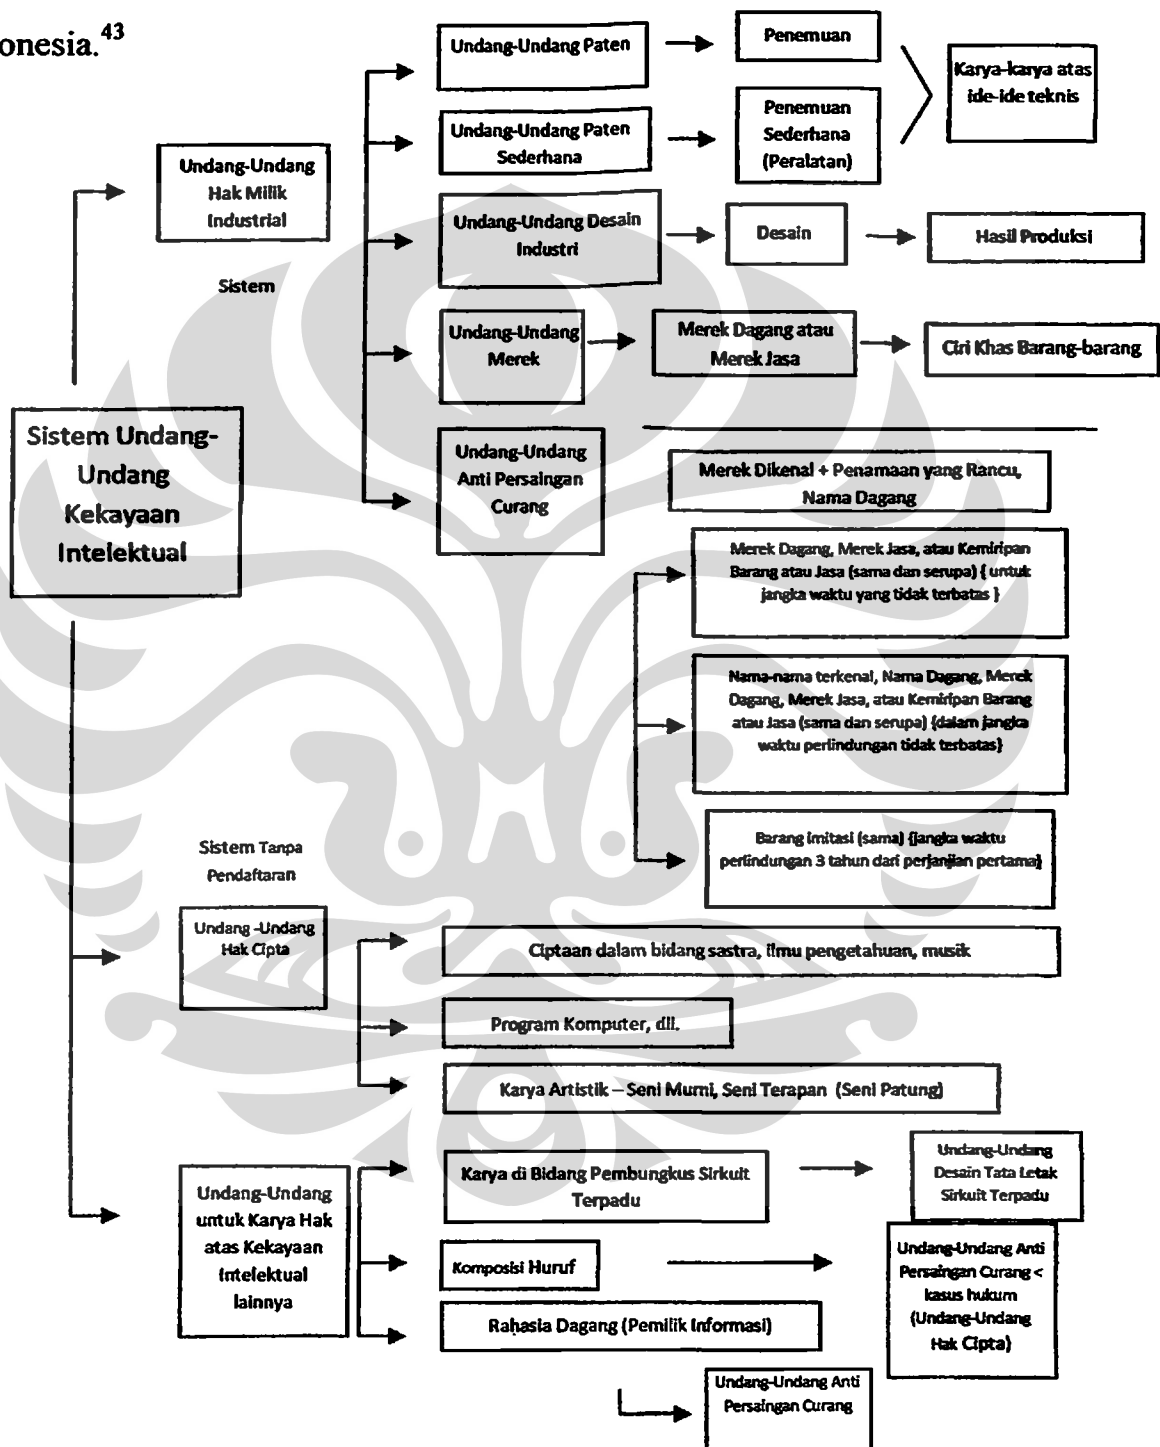 onesia.⁴³
Undang-Undang Paten
Penemuan
Karya-karya atas
ide-ide teknis
Undang-Undang Paten
Sederhana
Penemuan
Sederhana
(Peralatan)
Undang-Undang
Hak Milik
Industrial
Undang-Undang Desain
Industri
Desain
Hasil Produksi
Sistem
Undang-Undang
Merek
Merek Dagang atau
Merek Jasa
Ciri Khas Barang-barang
Sistem Undang-
Undang
Kekayaan
Intelektual
Undang-Undang
Anti Persaingan
Curang
Merek Dikenal + Penamaan yang Rancu,
Nama Dagang
Merek Dagang, Merek Jasa, atau Kemiripan
Barang atau Jasa (sama dan serupa) { untuk
jangka waktu yang tidak terbatas }
Nama-nama terkenal, Nama Dagang, Merek
Dagang, Merek Jasa, atau Kemiripan Barang
atau Jasa (sama dan serupa) {dalam jangka
waktu perlindungan tidak terbatas}
Barang imitasi (sama) {jangka waktu
perlindungan 3 tahun dari perjanjian pertama}
Sistem Tanpa
Pendaftaran
Undang -Undang
Hak Cipta
Ciptaan dalam bidang sastra, ilmu pengetahuan, musik
Program Komputer, dll.
Karya Artistik – Seni Murni, Seni Terapan (Seni Patung)
Undang-Undang
untuk Karya Hak
atas Kekayaan
Intelektual
lainnya
Karya di Bidang Pembungkus Sirkuit
Terpadu
Undang-Undang
Desain Tata Letak
Sirkuit Terpadu
Komposisi Huruf
Undang-Undang Anti
Persaingan Curang <
kasus hukum
(Undang-Undang
Hak Cipta)
Rahasia Dagang (Pemilik Informasi)
Undang-Undang Anti
Persaingan Curang